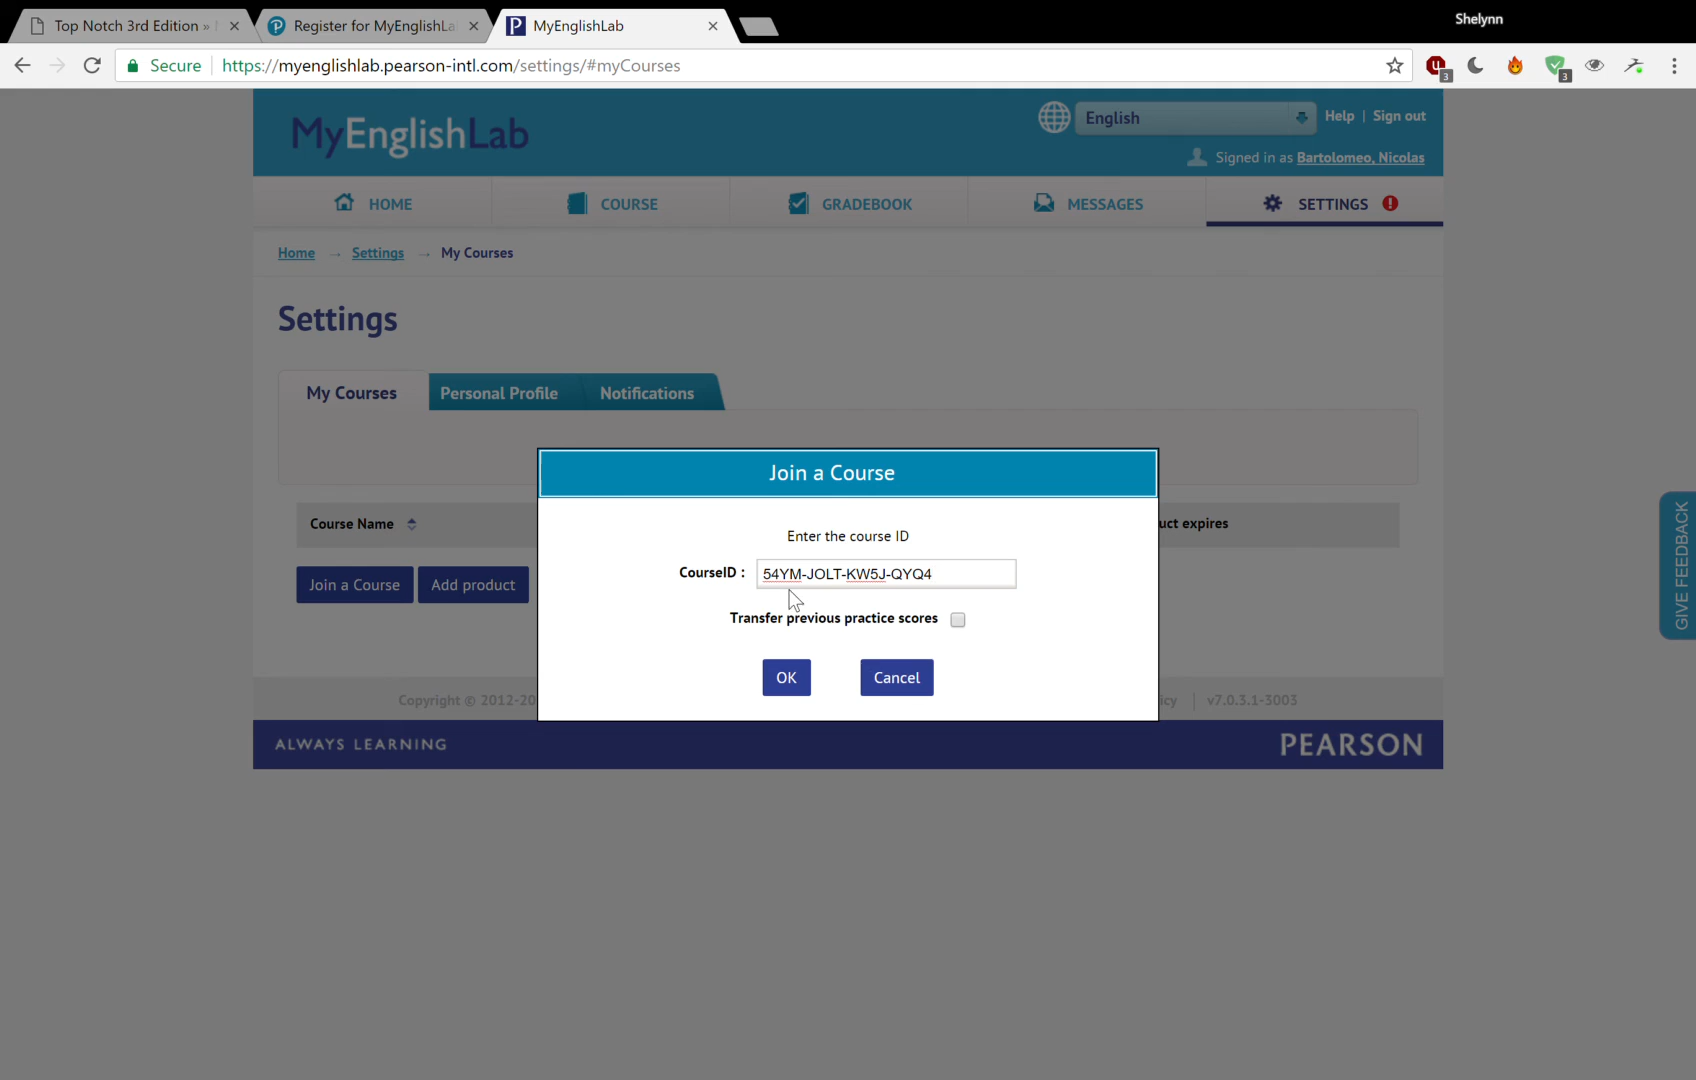 Shelynn
Top Notch 3rd Edition »
Register for MyEnglishLa
MyEnglishLab
Secure
https://myenglishlab.pearson-intl.com/settings/#myCourses
3
3
MyEnglishLab
English
Help | Sign out
Signed in as Bartolomeo, Nicolas
HOME
COURSE
GRADEBOOK
MESSAGES
SETTINGS
Home → Settings → My Courses
Settings
My Courses
Personal Profile
Notifications
Join a Course
Enter the course ID
CourseID :
54YM-JOLT-KW5J-QYQ4
Transfer previous practice scores
OK
Cancel
Course Name
uct expires
Join a Course
Add product
GIVE FEEDBACK
Copyright © 2012-20
icy | v7.0.3.1-3003
ALWAYS LEARNING
PEARSON